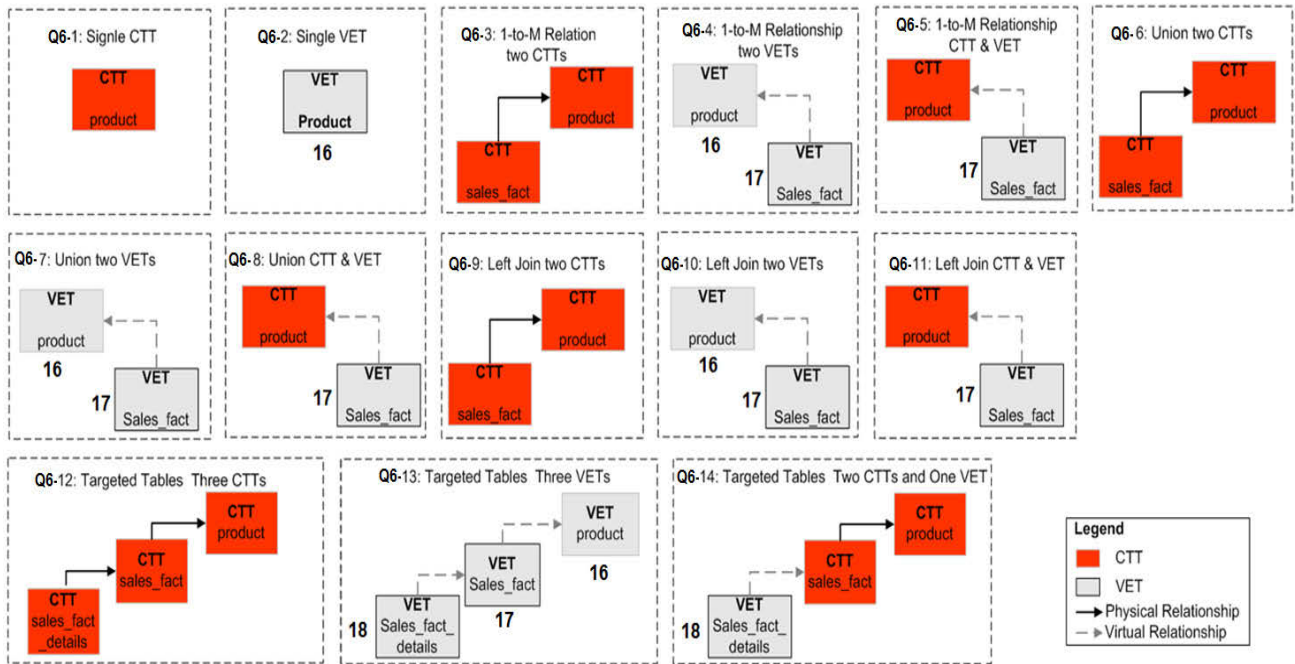 Q6-1: Signle CTT
CTT
product
Q6-2: Single VET
VET
Product
16
Q6-3: 1-to-M Relation
two CTTs
CTT
product
CTT
sales_fact
Q6-4: 1-to-M Relationship
two VETs
VET
product
16
17
VET
Sales_fact
Q6-5: 1-to-M Relationship
CTT & VET
CTT
product
17
VET
Sales_fact
Q6-6: Union two CTTs
CTT
product
CTT
sales_fact
Q6-7: Union two VETs
VET
product
16
17
VET
Sales_fact
Q6-8: Union CTT & VET
CTT
product
17
VET
Sales_fact
Q6-9: Left Join two CTTs
CTT
product
CTT
sales_fact
Q6-10: Left Join two VETs
VET
product
16
17
VET
Sales_fact
Q6-11: Left Join CTT & VET
CTT
product
17
VET
Sales_fact
Q6-12: Targeted Tables Three CTTs
CTT
product
CTT
sales_fact
CTT
sales_fact
_details
Q6-13: Targeted Tables Three VETs
VET
product
16
VET
Sales_fact
17
18
VET
Sales_fact_
details
Q6-14: Targeted Tables Two CTTs and One VET
CTT
product
CTT
sales_fact
18
VET
Sales_fact_
details
Legend
CTT
VET
Physical Relationship
Virtual Relationship